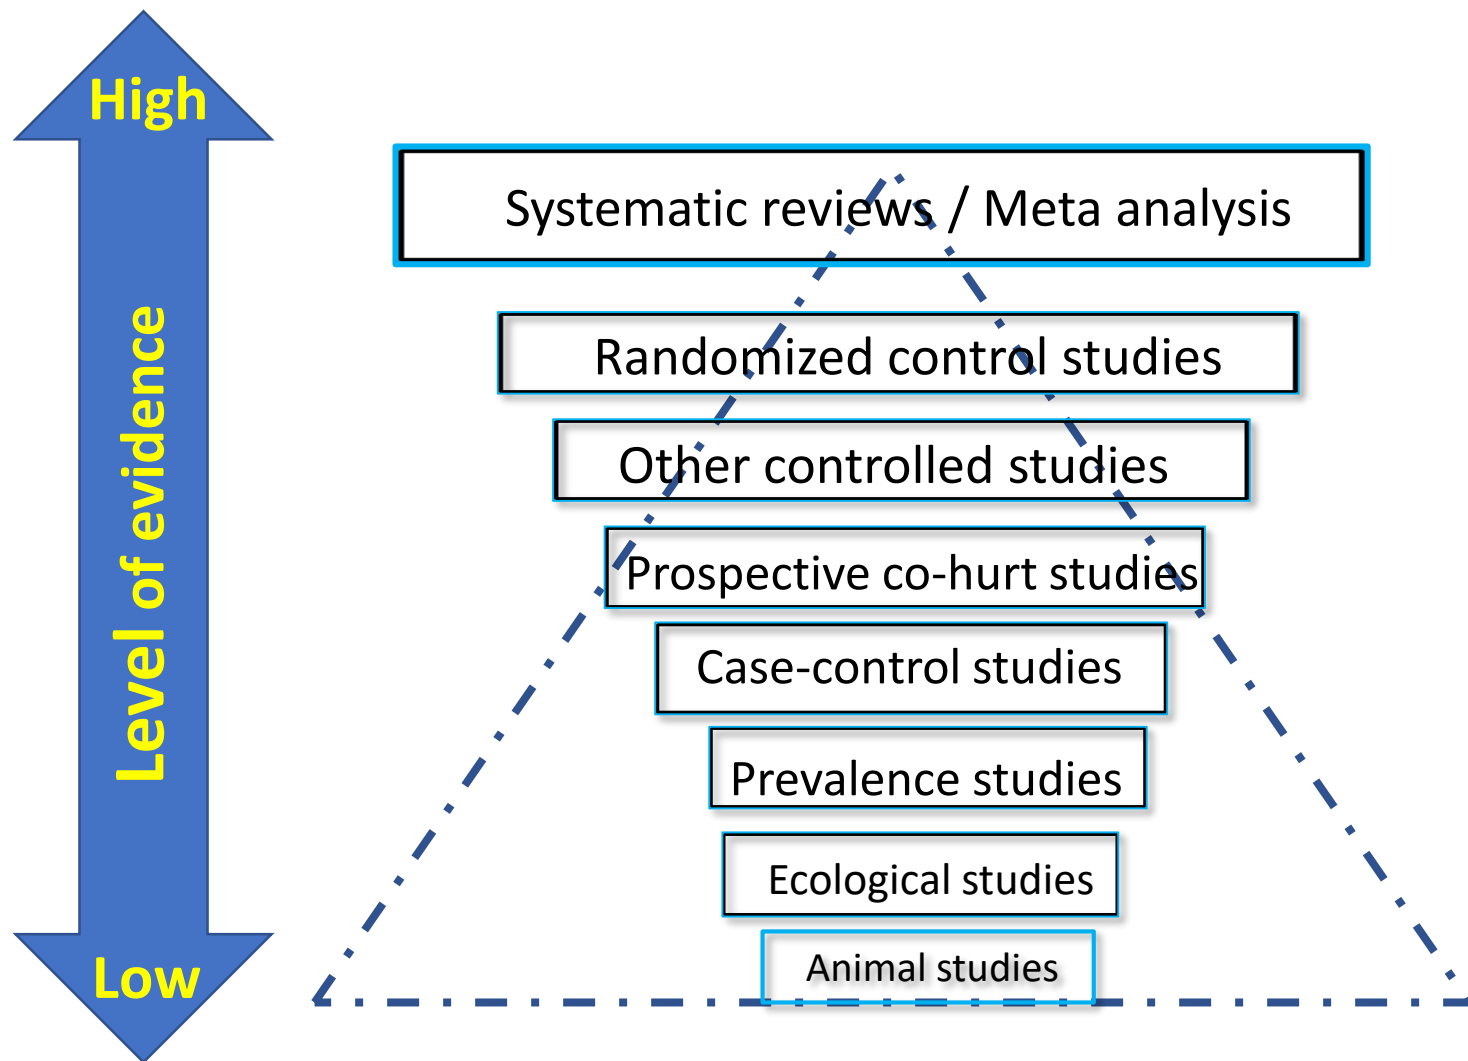 High
Level of evidence
Low
Systematic reviews / Meta analysis
Randomized control studies
Other controlled studies
Prospective co-hurt studies
Case-control studies
Prevalence studies
Ecological studies
Animal studies